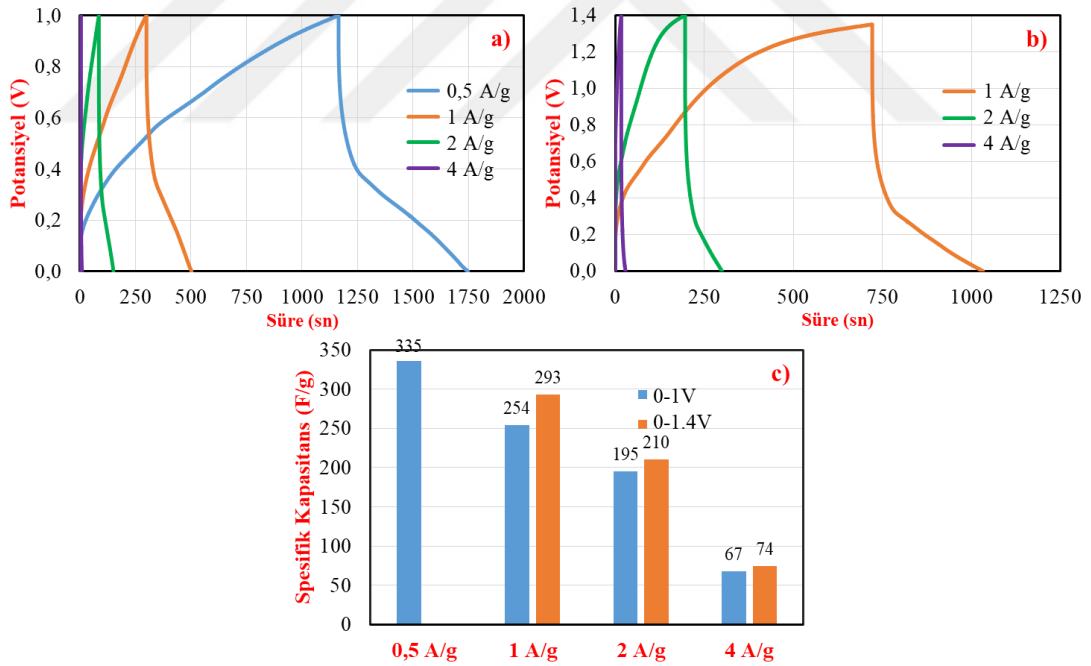 a)
1,0
0,8
0,6
0,4
0,2
0,0
Potansiyel (V)
0,5 A/g
1 A/g
2 A/g
4 A/g
0 250 500 750 1000 1250 1500 1750 2000
Süre (sn)
b)
1.4
1.2
1.0
0.8
0.6
0.4
0.2
0.0
Potansiyel (V)
1 A/g
2 A/g
4 A/g
0 250 500 750 1000 1250
Süre (sn)
c)
350
300
250
200
150
100
50
0
Spesifik Kapasitans (F/g)
335
254 293
195 210
67 74
0-1V
0-1.4V
0,5 A/g 1 A/g 2 A/g 4 A/g